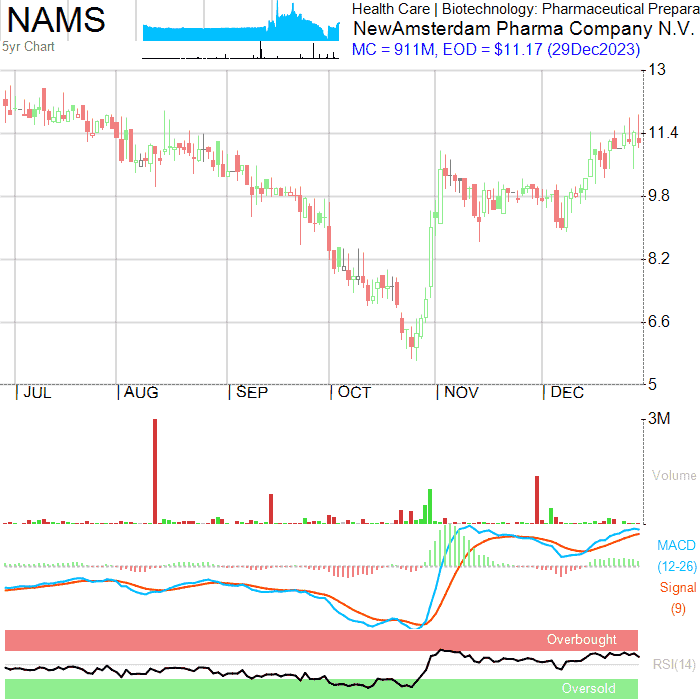 NAMS
5yr Chart
Health Care | Biotechnology: Pharmaceutical Prepara
NewAmsterdam Pharma Company N.V.
MC = 911M, EOD = $11.17 (29Dec2023)
13
11.4
9.8
8.2
6.6
5
JUL
AUG
SEP
OCT
NOV
DEC
3M
Volume
MACD
(12-26)
Signal
(9)
Overbought
RSI(14)
Oversold